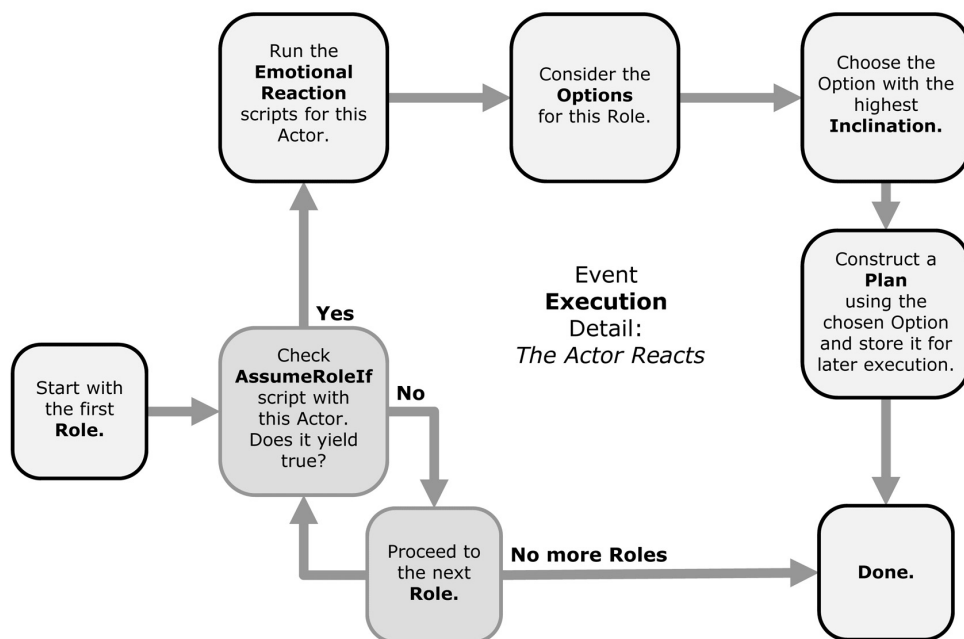 Run the
Emotional
Reaction
scripts for this
Actor.
Consider the
Options
for this Role.
Choose the
Option with the
highest
Inclination.
Construct a
Plan
using the
chosen Option
and store it for
later execution.
Event
Execution
Detail:
The Actor Reacts
Yes
Start with
the first
Role.
Check
AssumeRoleIf
script with
this Actor.
Does it yield
true?
No
Proceed to
the next
Role.
No more Roles
Done.